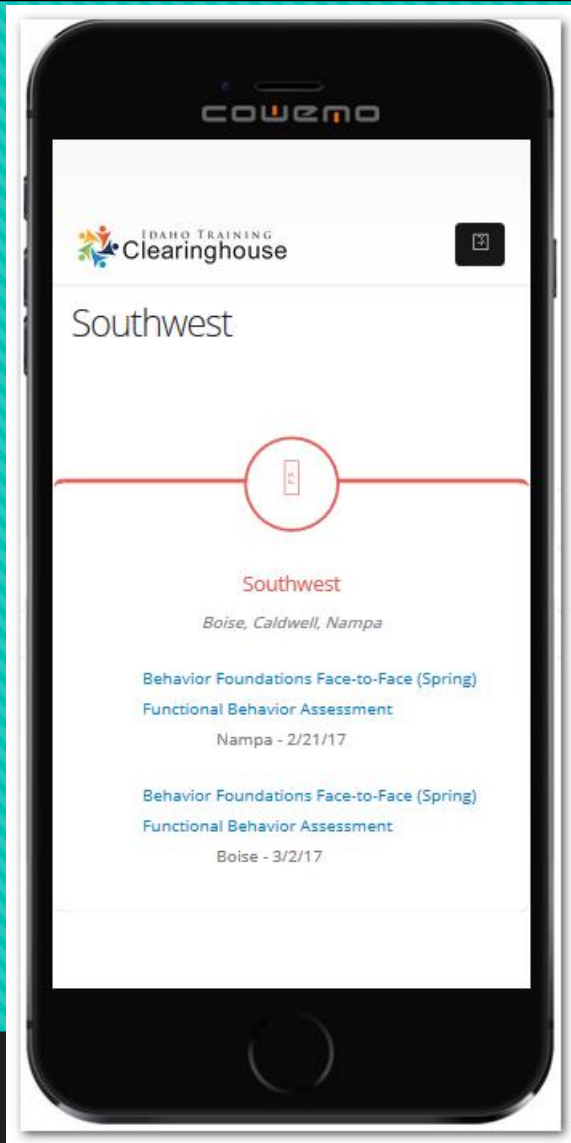 cowemo
IDAHO TRAINING
Clearinghouse
Southwest
Southwest
Boise, Caldwell, Nampa
Behavior Foundations Face-to-Face (Spring)
Functional Behavior Assessment
Nampa - 2/21/17
Behavior Foundations Face-to-Face (Spring)
Functional Behavior Assessment
Boise - 3/2/17